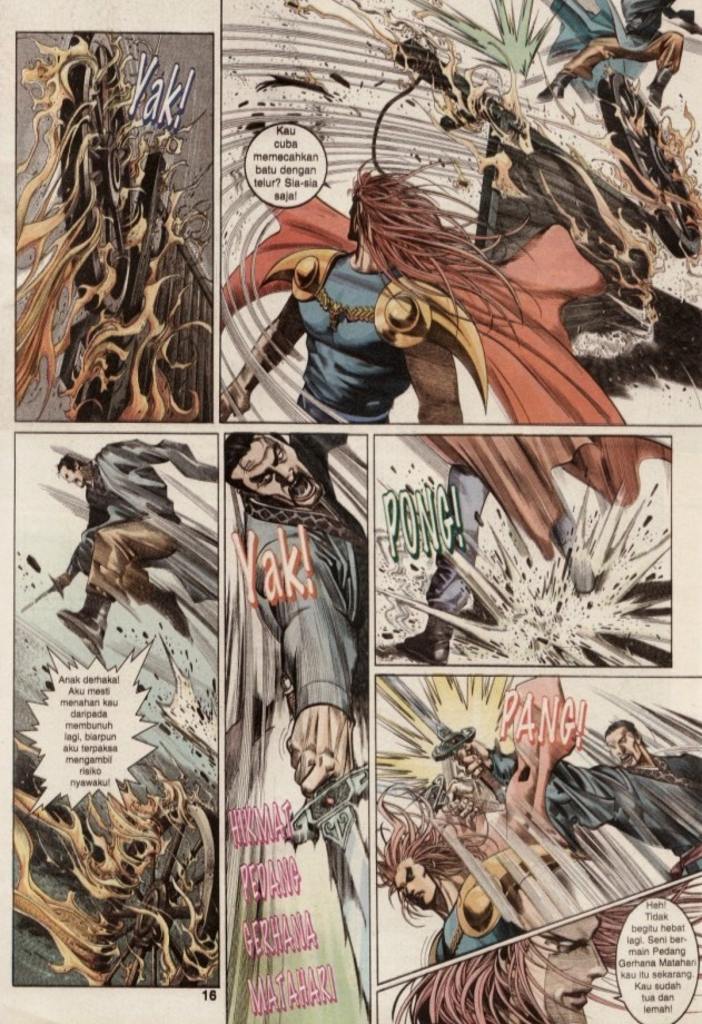 Yak!
Kau
cuba
memecahkan
batu dengan
telur? Sia-sia
saja!
Anak derhaka!
Aku mesti
menahan kau
daripada
membunuh
lagi, biarpun
aku terpaksa
mengambil
risiko
nyawaku!
Yak!
HIKMAT
PEDANG
GERHANA
MATAHARI
PONG!
PANG!
Heh!
Tidak
begitu hebat
lagi. Seni ber-
main Pedang
Gerhana Matahari
kau itu sekarang.
Kau sudah
tua dan
lemah!
16